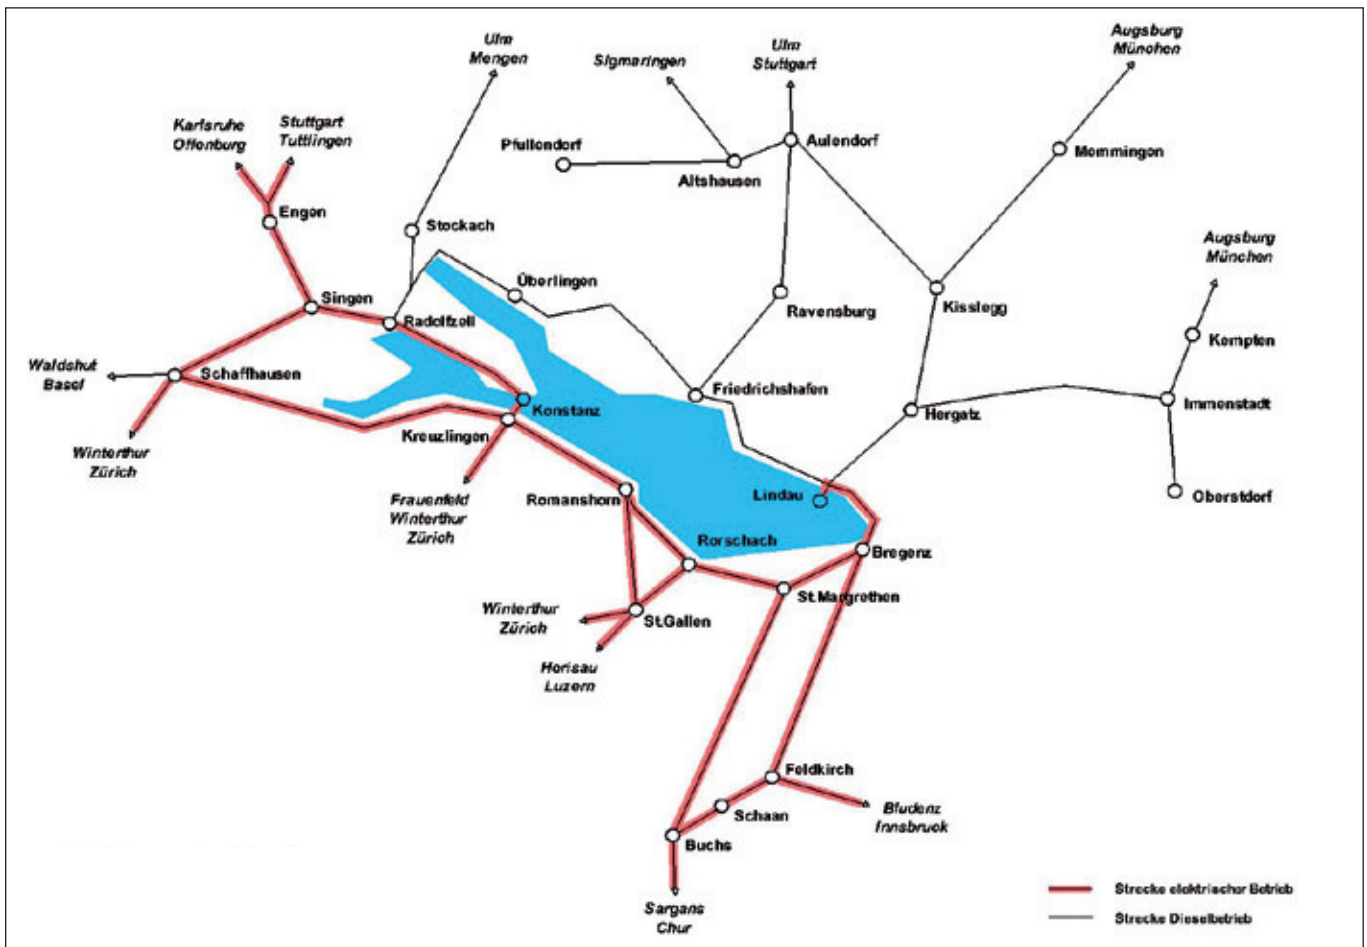 Ulm
Mengen
Sigmaringen
Ulm
Stuttgart
Augsburg
München
Karlsruhe
Offenburg
Stuttgart
Tuttlingen
Pfullendorf
Altshausen
Aulendorf
Memmingen
Engen
Stockach
Augsburg
München
Überlingen
Singen
Radolfzell
Ravensburg
Kisslegg
Kempten
Waldshut
Basel
Schaffhausen
Friedrichshafen
Konstanz
Hergatz
Immenstadt
Kreuzlingen
Winterthur
Zürich
Frauenfeld
Winterthur
Zürich
Romanshorn
Lindau
Oberstdorf
Rorschach
Bregenz
St.Margrethen
Winterthur
Zürich
St.Gallen
Horisau
Luzern
Feldkirch
Schaan
Bludenz
Innsbruck
Buchs
Sargans
Chur
Strecke elektrischer Betrieb
Strecke Dieselbetrieb